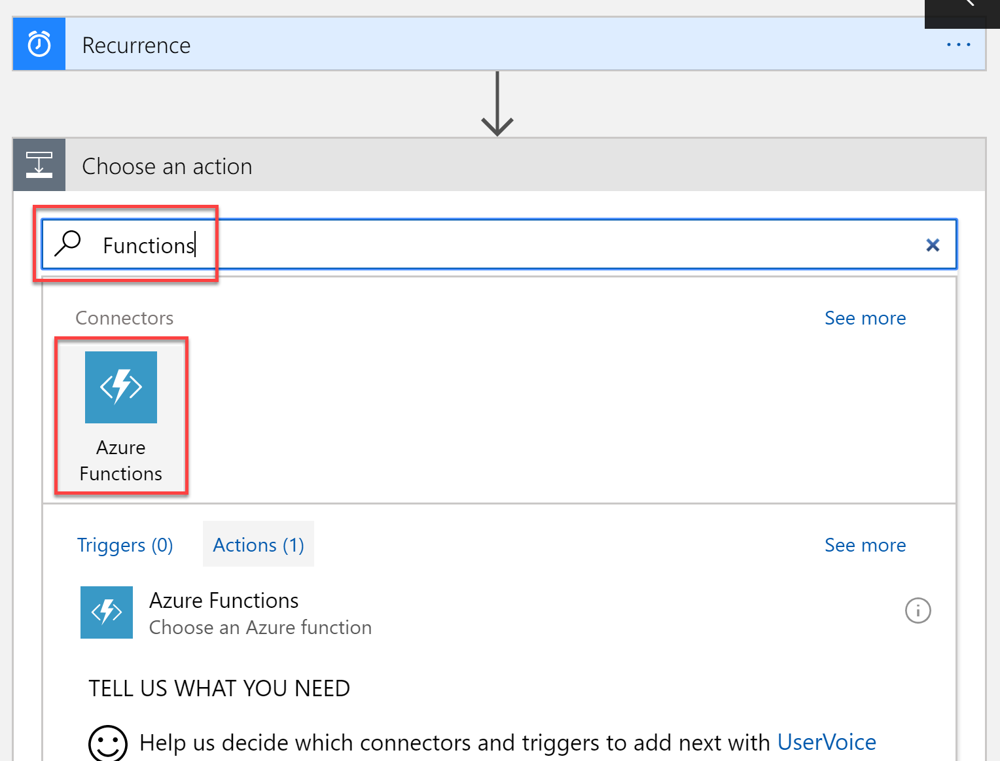 Recurrence
Choose an action
Functions
Connectors
See more
Azure
Functions
Triggers (0)
Actions (1)
See more
Azure Functions
Choose an Azure function
TELL US WHAT YOU NEED
Help us decide which connectors and triggers to add next with UserVoice